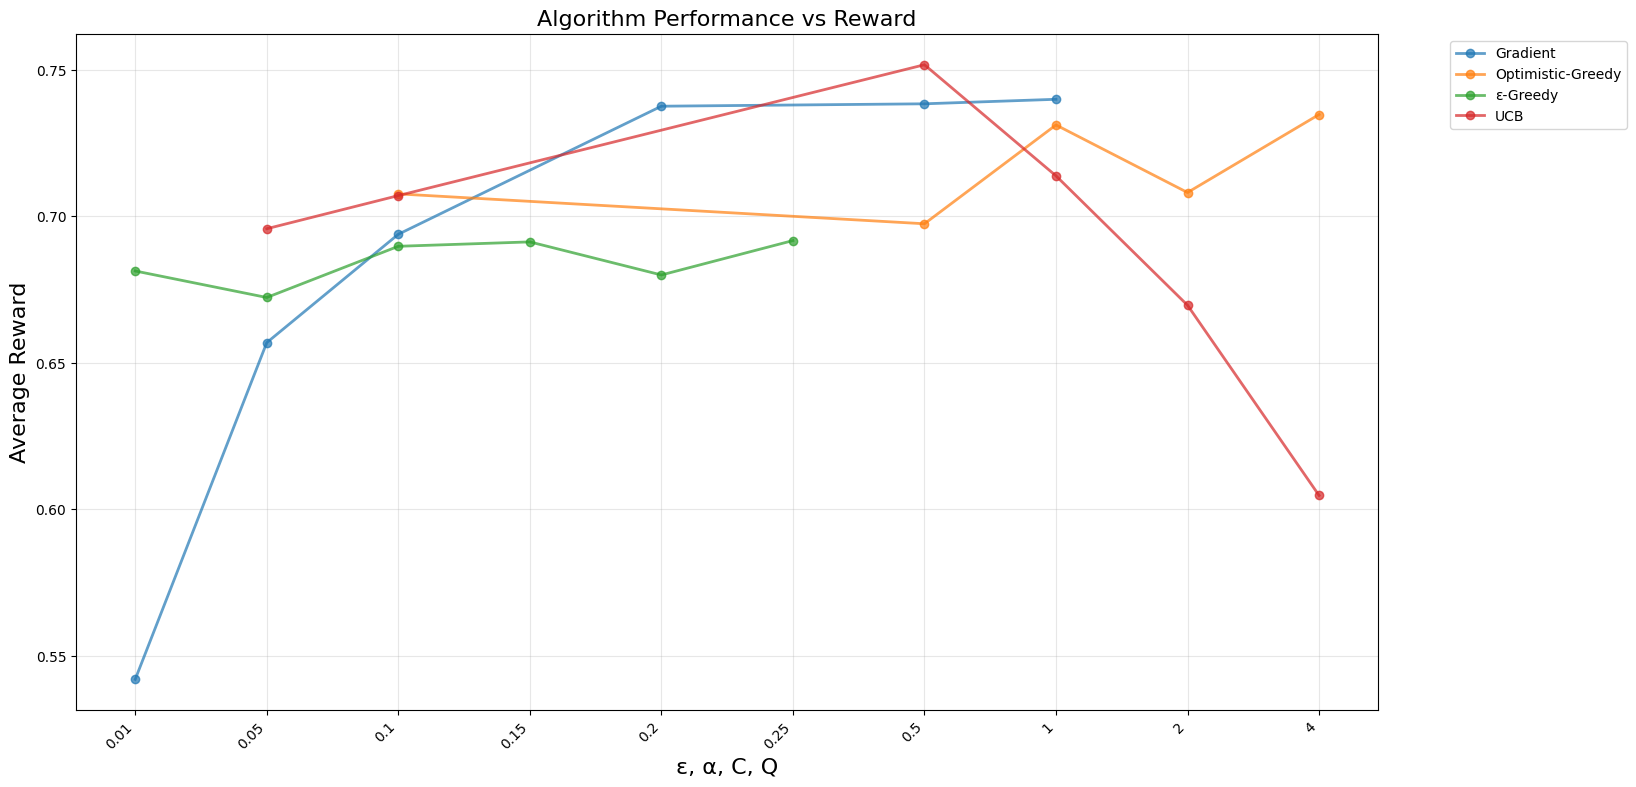 Algorithm Performance vs Reward
Gradient
Optimistic-Greedy
ε-Greedy
UCB
Average Reward
0.75
0.70
0.65
0.60
0.55
0.01
0.05
0.1
0.15
0.2
0.25
0.5
1
2
4
ε, α, C, Q